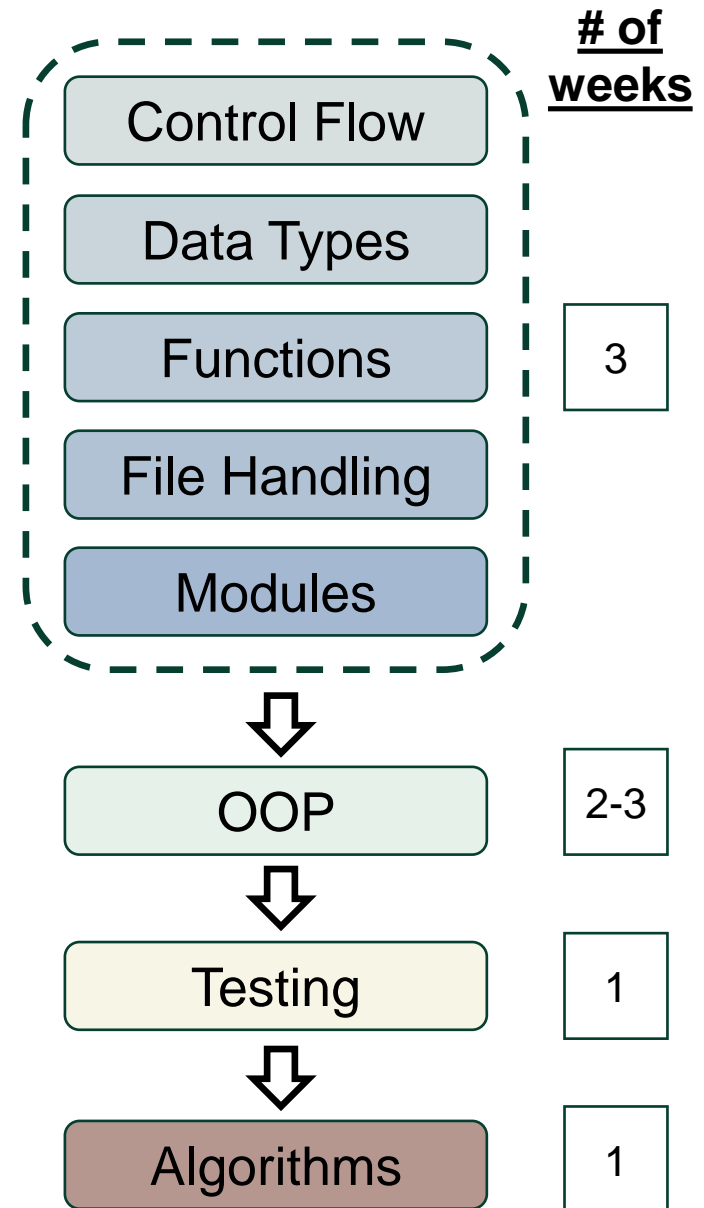 # of
weeks
Control Flow
Data Types
Functions
3
File Handling
Modules
OOP
2-3
Testing
1
Algorithms
1